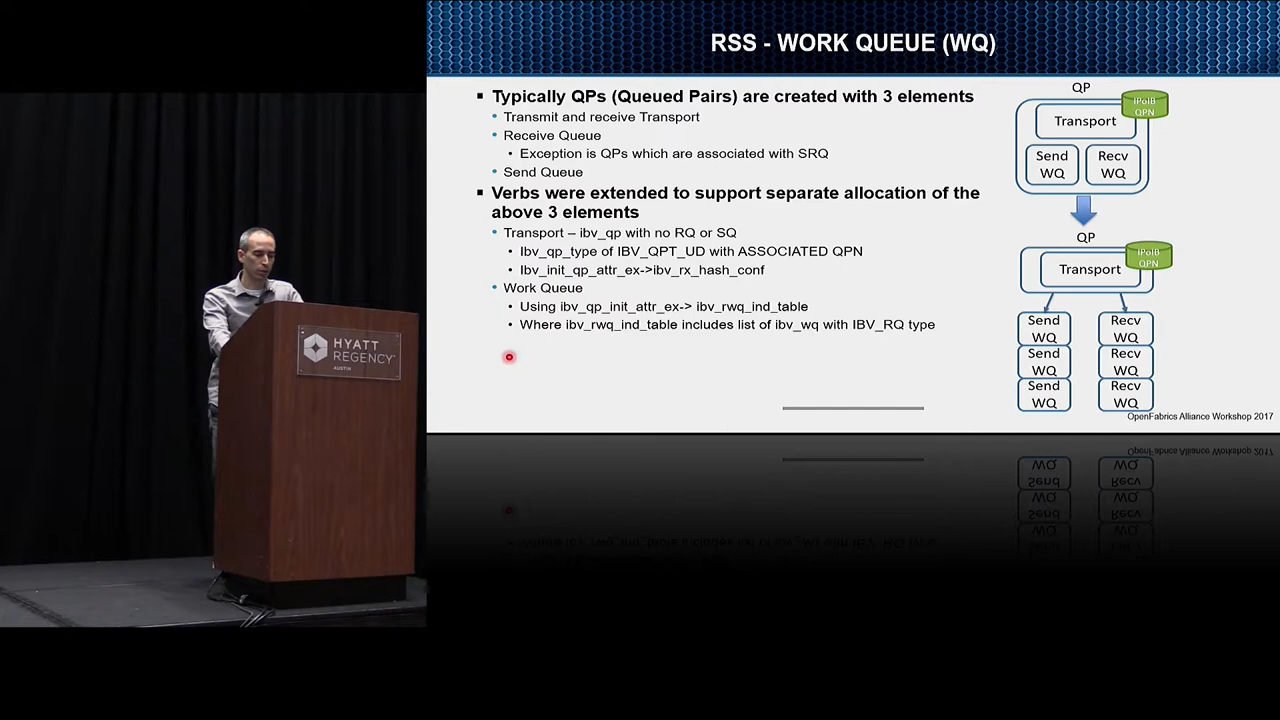 RSS - WORK QUEUE (WQ)
Typically QPs (Queued Pairs) are created with 3 elements
Transmit and receive Transport
Receive Queue
Exception is QPs which are associated with SRQ
Send Queue
Verbs were extended to support separate allocation of the
above 3 elements
Transport – ibv_qp with no RQ or SQ
Ibv_qp_type of IBV_QPT_UD with ASSOCIATED QPN
Ibv_init_qp_attr_ex->ibv_rx_hash_conf
Work Queue
Using ibv_qp_init_attr_ex-> ibv_rwq_ind_table
Where ibv_rwq_ind_table includes list of ibv_wq with IBV_RQ type
QP
IPoIB
QPN
Transport
Send
WQ
Recv
WQ
QP
IPoIB
QPN
Transport
Send
WQ
Send
WQ
Send
WQ
Recv
WQ
Recv
WQ
Recv
WQ
OpenFabrics Alliance Workshop 2017
HYATT
REGENCY
AUSTIN